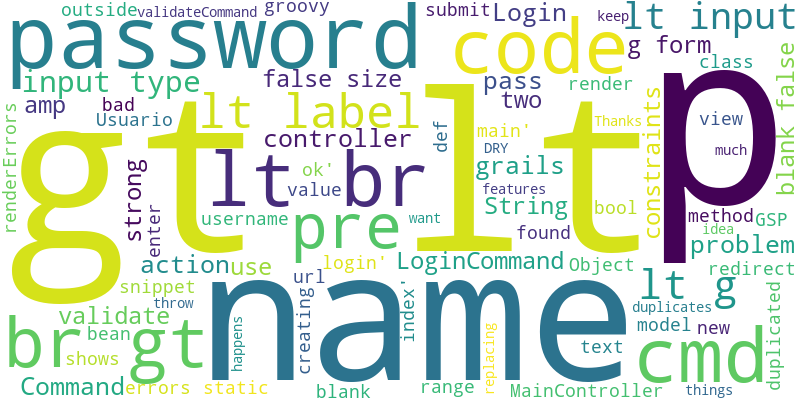 outside
validateCommand
groovy
submit
Login
keep
lt input
password
code
g form
input type
false size
pass
render
class
amp
bad
Usuario
lt label
two
controller
def
main'
DRY
view
constraints
Thanks
blank false
renderErrors
gt
lt
p
strong
ok'
lt
br
value
grails
features
String
much
bool
method
GSP
idea
enter
username
pre
want
found
problem
action
use
url
login'
LoginCommand
Object
lt g
redirect
snippet
throw
creating
index'
name
duplicates
validate
bean
br
gt
shows
happens
model
new
text
cmd
duplicated
Command
errors
static
blank
range
replacing
MainController
things